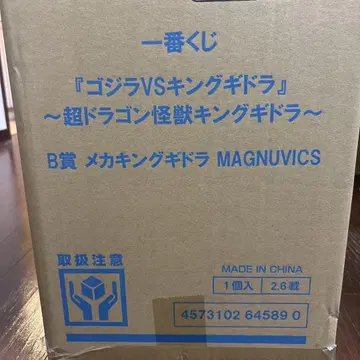 一番くじ
『ゴジラVSキングギドラ』
～超ドラゴン怪獣キングギドラ～
B賞 メカキングギドラ MAGNUVICS
取扱注意
MADE IN CHINA
1個入 2.6載
4573102 64589 0